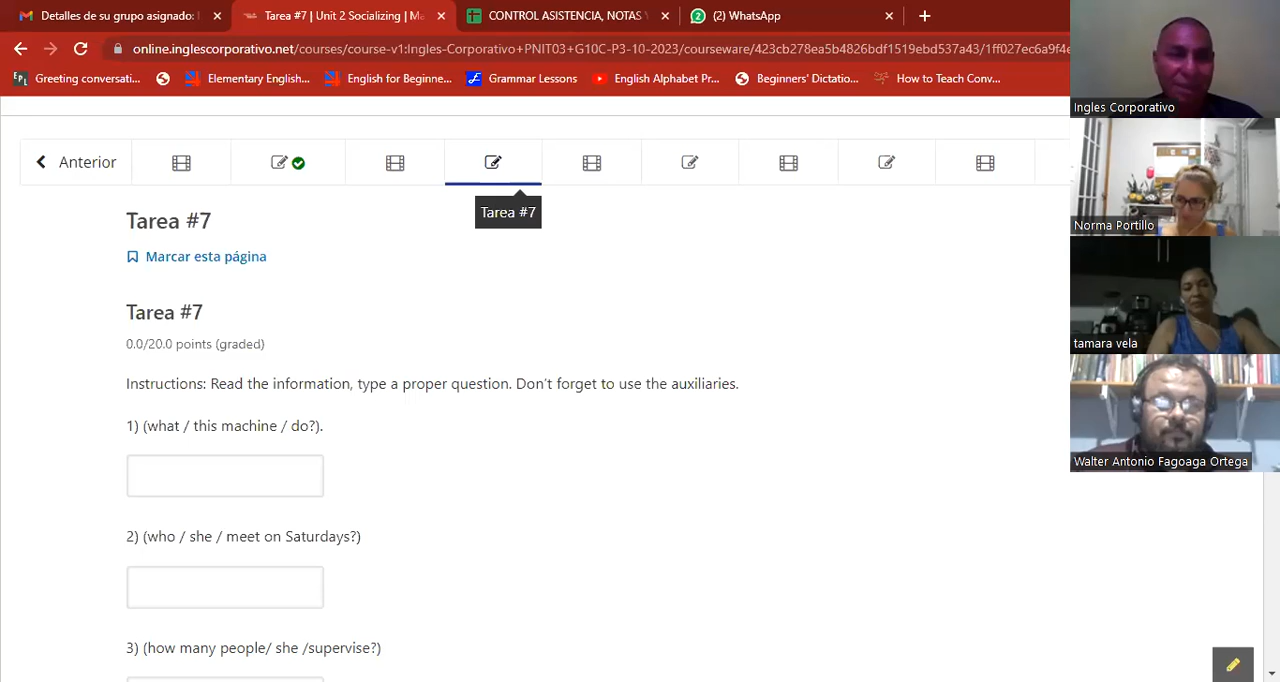 Detalles de su grupo asignado:
Tarea #7 | Unit 2 Socializing | Ma
CONTROL ASISTENCIA, NOTAS Y
(2) WhatsApp
online.inglescorporativo.net/courses/course-v1:Ingles-Corporativo+PNIT03+G10C-P3-10-2023/courseware/423cb278ea5b4826bdf1519ebd537a43/1ff027ec6a9f4e
Greeting conversati...
Elementary English...
English for Beginne...
Grammar Lessons
English Alphabet Pr...
Beginners' Dictatio...
How to Teach Conv...
Ingles Corporativo
Norma Portillo
tamara vela
Walter Antonio Fagoaga Ortega
Anterior
Tarea #7
Tarea #7
Marcar esta página
Tarea #7
0.0/20.0 points (graded)
Instructions: Read the information, type a proper question. Don't forget to use the auxiliaries.
1) (what / this machine / do?).
2) (who / she / meet on Saturdays?)
3) (how many people/ she /supervise?)